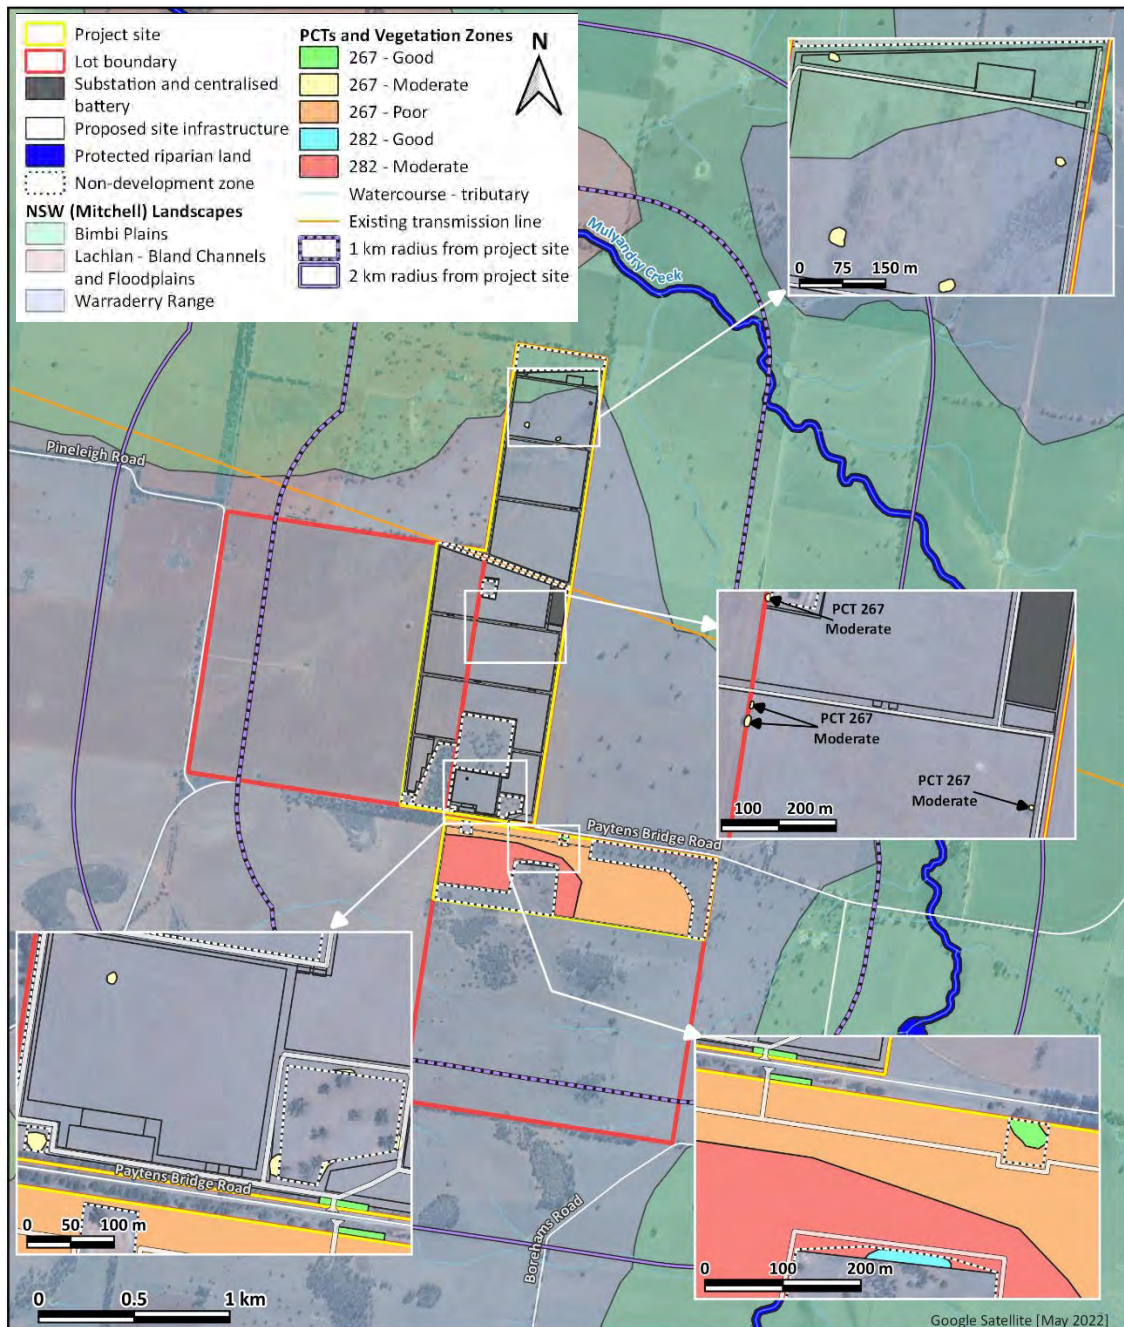 Project site
Lot boundary
Substation and centralised
battery
Proposed site infrastructure
Protected riparian land
Non-development zone
NSW (Mitchell) Landscapes
Bimbi Plains
Lachlan - Bland Channels
and Floodplains
Warraderry Range
PCTs and Vegetation Zones
267 - Good
267 - Moderate
267 - Poor
282 - Good
282 - Moderate
Watercourse - tributary
Existing transmission line
1 km radius from project site
2 km radius from project site
N
0 75 150 m
Mulyandry Creek
Pineleigh Road
PCT 267
Moderate
PCT 267
Moderate
PCT 267
Moderate
100 200 m
Paytens Bridge Road
Paytens Bridge Road
0 50 100 m
Borehams Road
0 100 200 m
0 0.5 1 km
Google Satellite [May 2022]